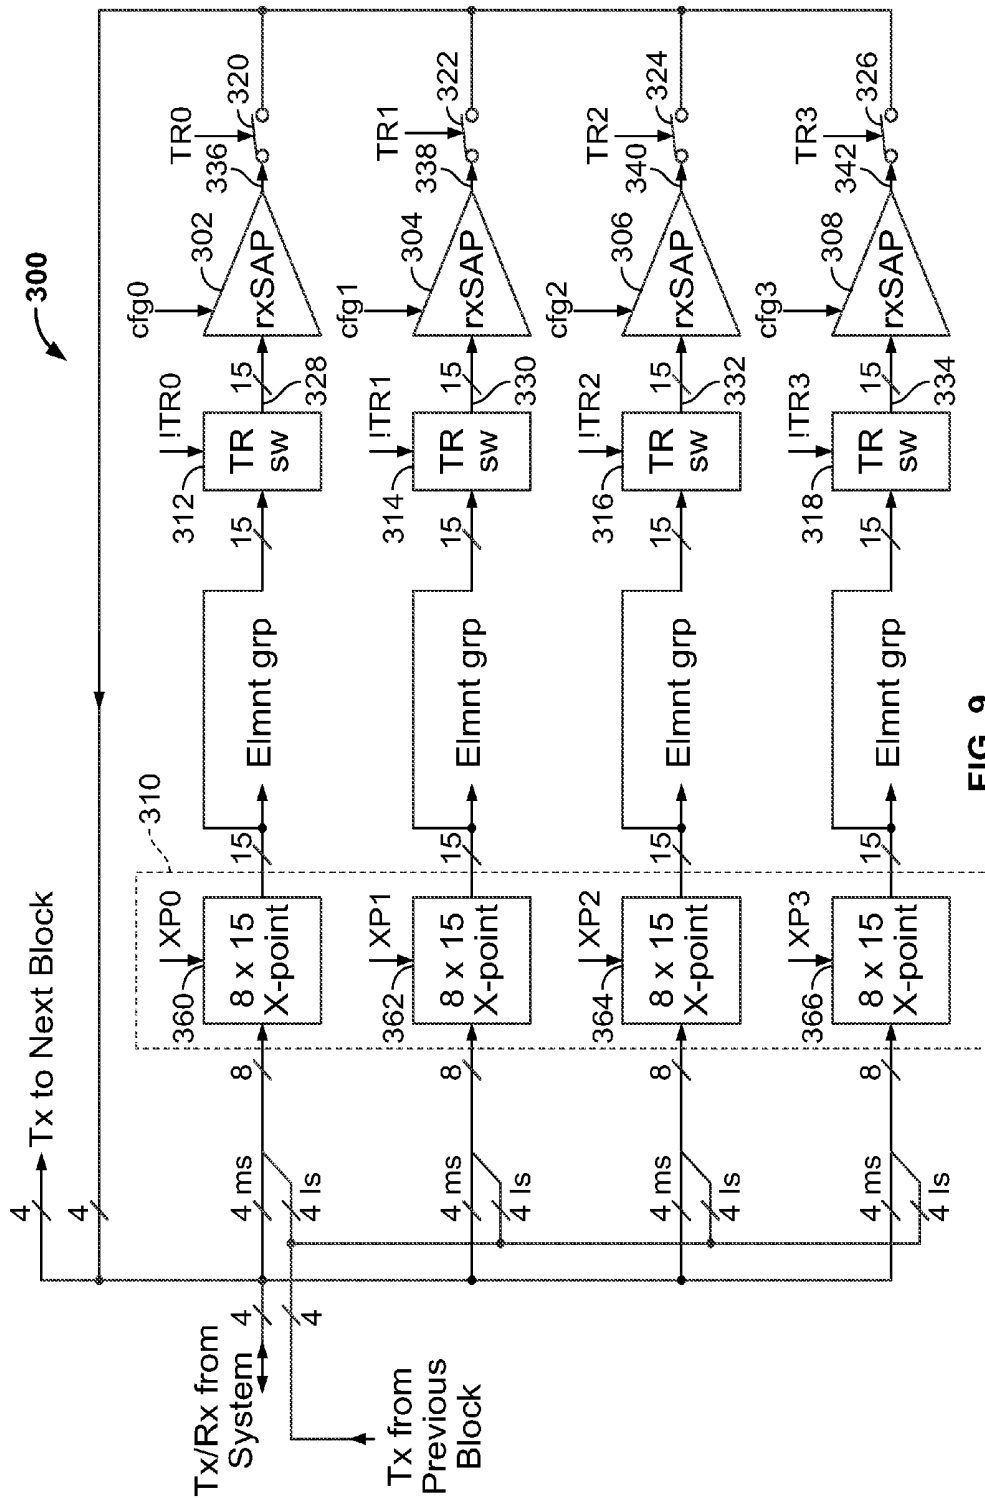 300
4
Tx to Next Block
4
310
Tx/Rx from
System
4
4
Tx from
Previous
Block
4 ms
4 ls
8
360
XP0
8 x 15
X-point
15
Elmnt grp
15
312
!TR0
TR
sw
15
328
cfg0
302
rxSAP
336
TR0
320
4 ms
4 ls
8
362
XP1
8 x 15
X-point
15
Elmnt grp
15
314
!TR1
TR
sw
15
330
cfg1
304
rxSAP
338
TR1
322
4 ms
4 ls
8
364
XP2
8 x 15
X-point
15
Elmnt grp
15
316
!TR2
TR
sw
15
332
cfg2
306
rxSAP
340
TR2
324
4 ms
4 ls
8
366
XP3
8 x 15
X-point
15
Elmnt grp
15
318
!TR3
TR
sw
15
334
cfg3
308
rxSAP
342
TR3
326
FIG. 9